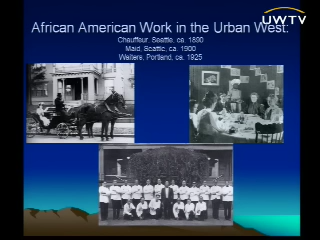 UWTV
African American Work in the Urban West:
Chauffeur, Seattle, ca. 1890
Maid, Seattle, ca. 1900
Waiters, Portland, ca. 1925